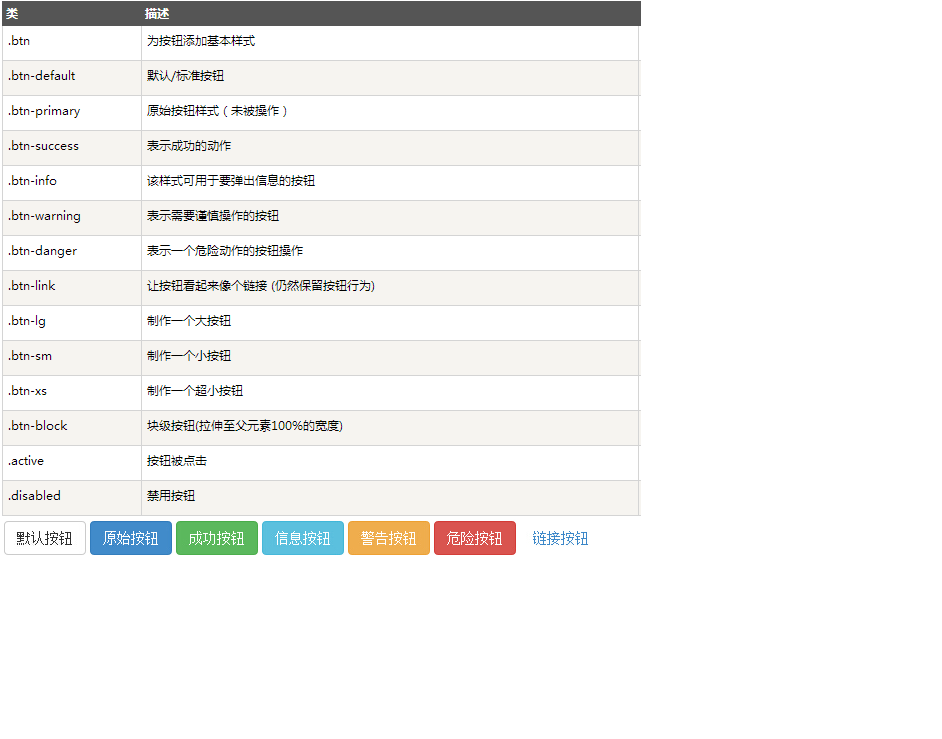 类 描述
.btn 为按钮添加基本样式
.btn-default 默认/标准按钮
.btn-primary 原始按钮样式（未被操作）
.btn-success 表示成功的动作
.btn-info 该样式可用于要弹出信息的按钮
.btn-warning 表示需要谨慎操作的按钮
.btn-danger 表示一个危险动作的按钮操作
.btn-link 让按钮看起来像个链接 (仍然保留按钮行为)
.btn-lg 制作一个大按钮
.btn-sm 制作一个小按钮
.btn-xs 制作一个超小按钮
.btn-block 块级按钮(拉伸至父元素100%的宽度)
.active 按钮被点击
.disabled 禁用按钮
默认按钮 原始按钮 成功按钮 信息按钮 警告按钮 危险按钮 链接按钮